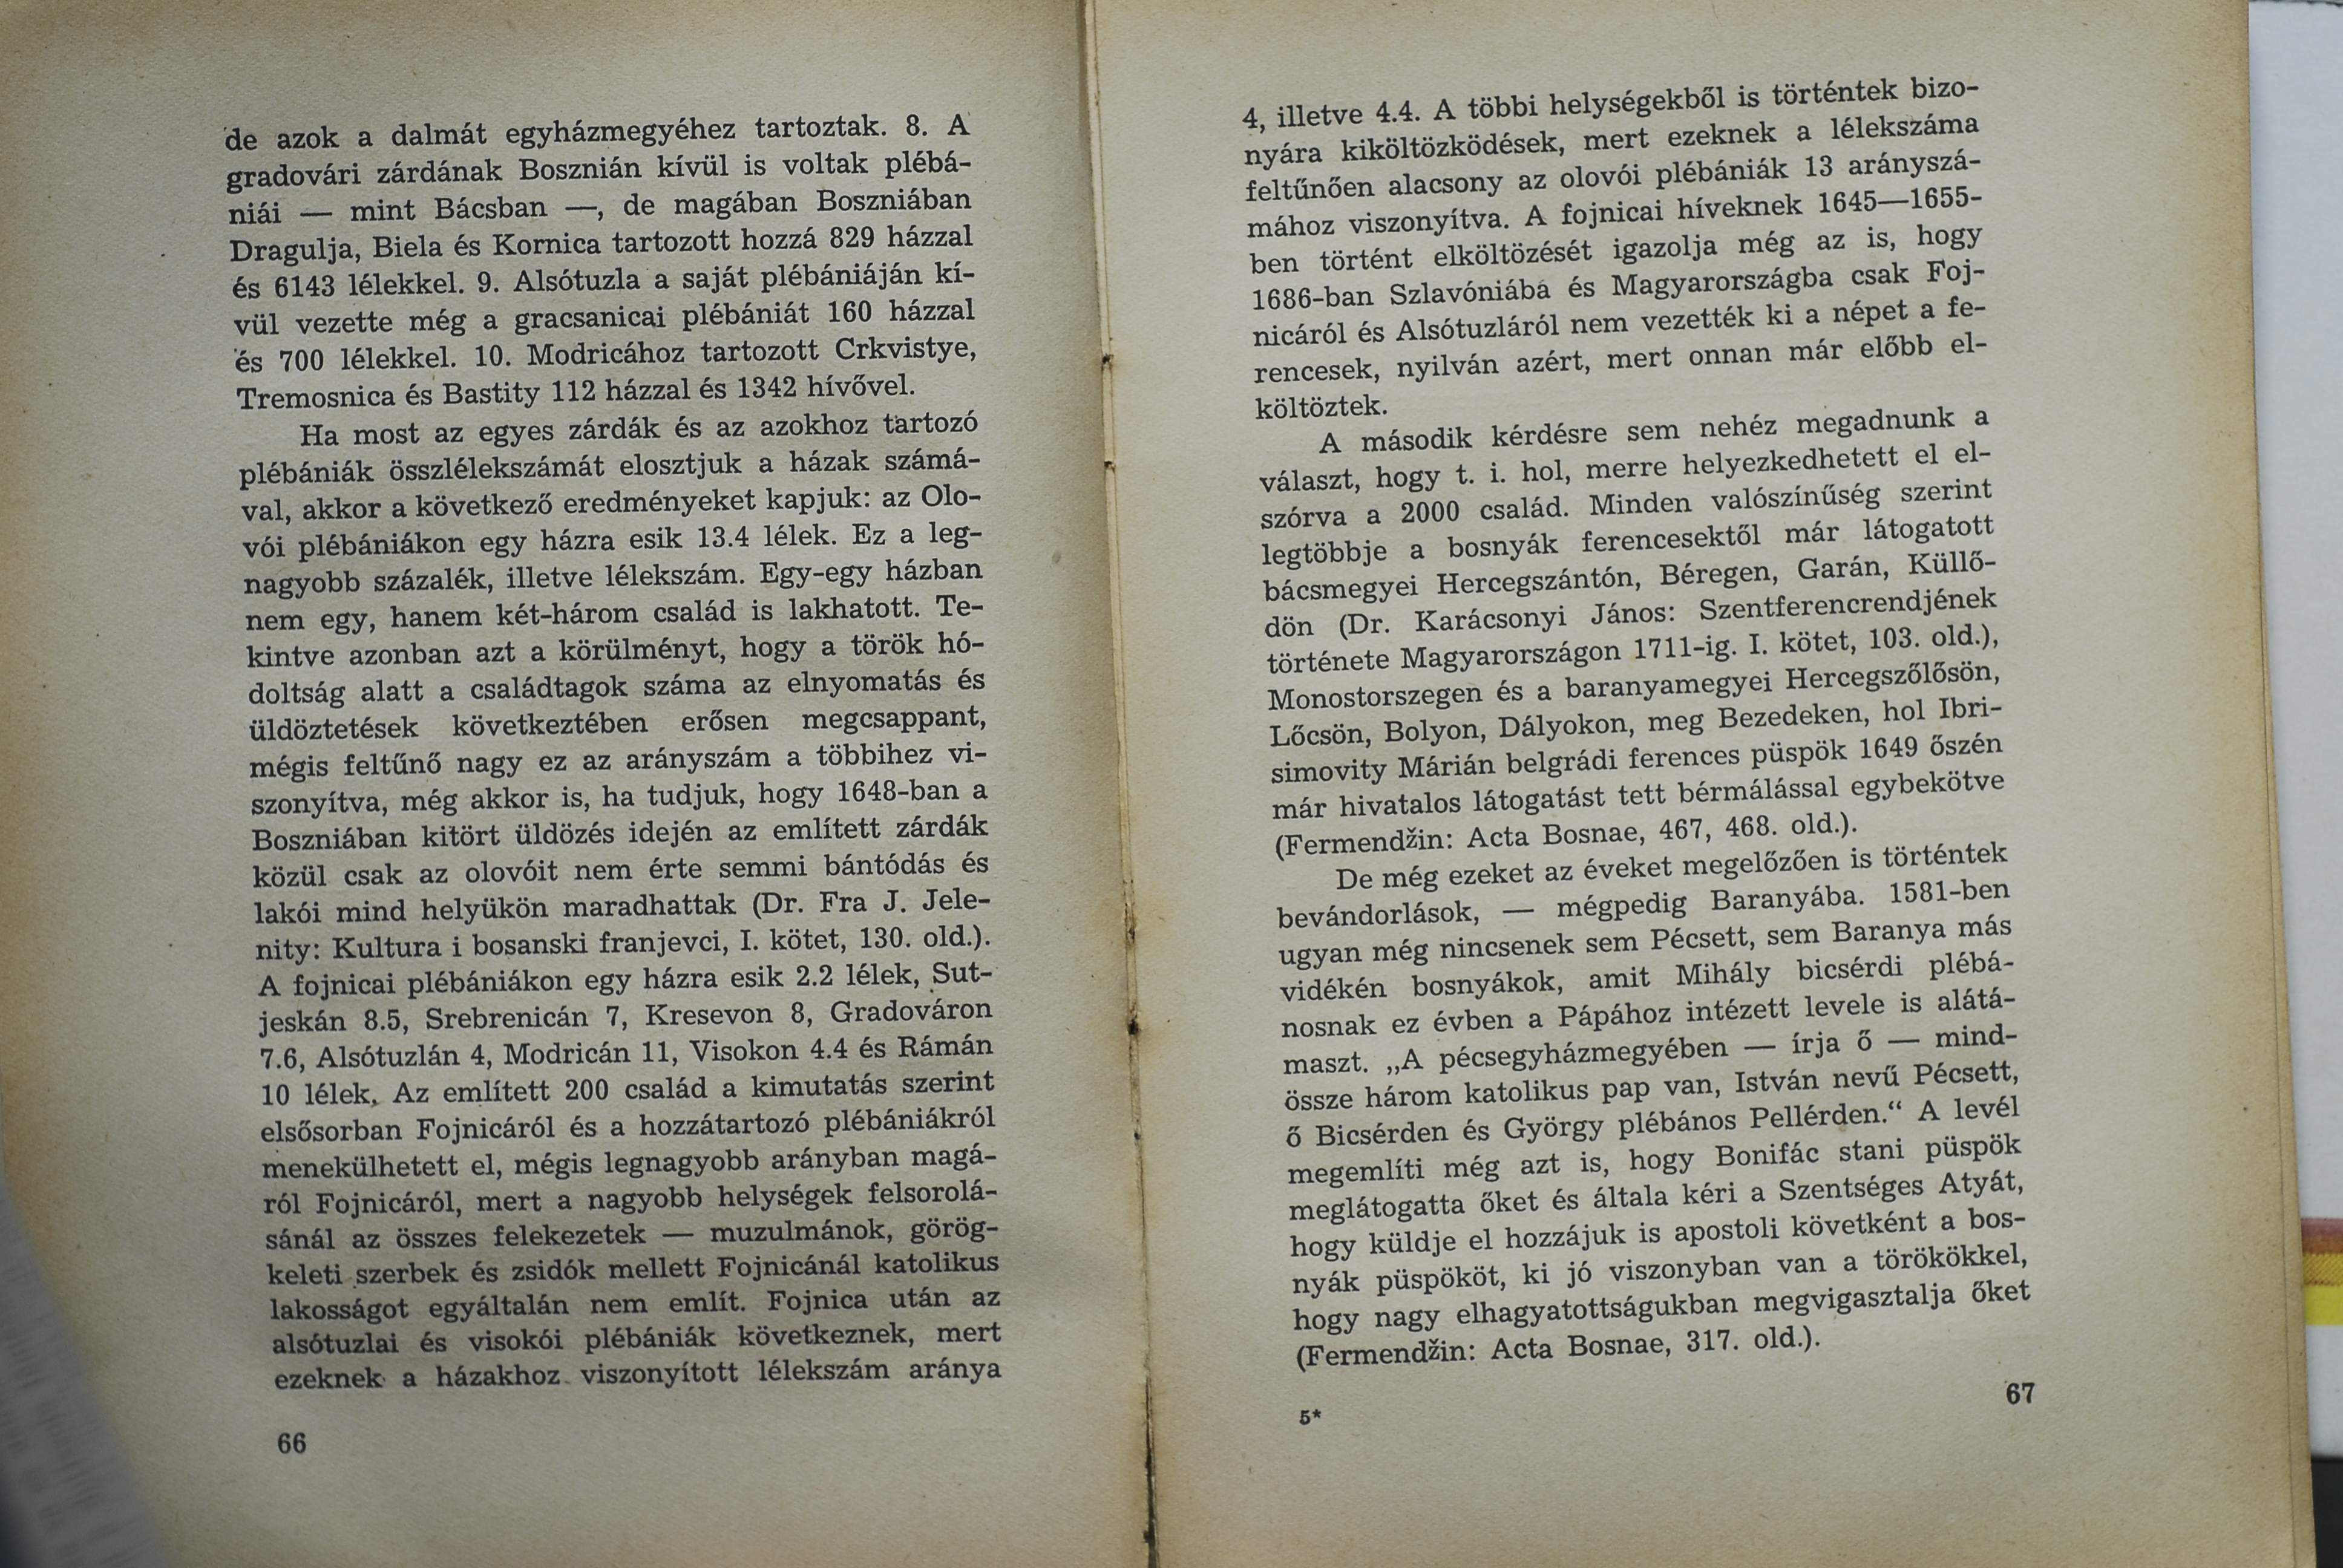 de azok a dalmát egyházmegyéhez tartoztak. 8. A
gradovári zárdának Bosznián kívül is voltak plébá-
niái — mint Bácsban —, de magában Boszniában
Dragulja, Biela és Kornica tartozott hozzá 829 házzal
és 6143 lélekkel. 9. Alsótuzla a saját plébániáján kí-
vül vezette még a gracsanicai plébániát 160 házzal
és 700 lélekkel. 10. Modricához tartozott Crkvistye,
Tremosnica és Bastity 112 házzal és 1342 hívővel.
Ha most az egyes zárdák és az azokhoz tartozó
plébániák összlélekszámát elosztjuk a házak számá-
val, akkor a következő eredményeket kapjuk: az Olo-
vói plébániákon egy házra esik 13.4 lélek. Ez a leg-
nagyobb százalék, illetve lélekszám. Egy-egy házban
nem egy, hanem két-három család is lakhatott. Te-
kintve azonban azt a körülményt, hogy a török hó-
doltság alatt a családtagok száma az elnyomatás és
üldöztetések következtében erősen megcsappant,
mégis feltűnő nagy ez az arányszám a többihez vi-
szonyítva, még akkor is, ha tudjuk, hogy 1648-ban a
Boszniában kitört üldözés idején az említett zárdák
közül csak az olovóit nem érte semmi bántódás és
lakói mind helyükön maradhattak (Dr. Fra J. Jele-
nity: Kultura i bosanski franjevci, I. kötet, 130. old.).
A fojnicai plébániákon egy házra esik 2.2 lélek, Sut-
jeskán 8.5, Srebrenicán 7, Kresevon 8, Gradováron
7.6, Alsótuzlán 4, Modricán 11, Visokon 4.4 és Rámán
10 lélek. Az említett 200 család a kimutatás szerint
elsősorban Fojnicáról és a hozzátartozó plébániákról
menekülhetett el, mégis legnagyobb arányban magá-
ról Fojnicáról, mert a nagyobb helységek felsorolá-
sánál az összes felekezetek — muzulmánok, görög-
keleti szerbek és zsidók mellett Fojnicánál katolikus
lakosságot egyáltalán nem említ. Fojnica után az
alsótuzlai és visokói plébániák következnek, mert
ezeknek a házakhoz viszonyított lélekszám aránya
66
4, illetve 4.4. A többi helységekből is történtek bizo-
nyára kiköltözködések, mert ezeknek a lélekszáma
feltűnően alacsony az olovói plébániák 13 arányszá-
mához viszonyítva. A fojnicai híveknek 1645—1655-
ben történt elköltözését igazolja még az is, hogy
1686-ban Szlavóniába és Magyarországba csak Foj-
nicáról és Alsótuzláról nem vezették ki a népet a fe-
rencesek, nyilván azért, mert onnan már előbb el-
költöztek.
A második kérdésre sem nehéz megadnunk a
választ, hogy t. i. hol, merre helyezkedhetett el el-
szórva a 2000 család. Minden valószínűség szerint
legtöbbje a bosnyák ferencesektől már látogatott
bácsmegyei Hercegszántón, Béregen, Garán, Küllő-
dön (Dr. Karácsonyi János: Szentferencrendjének
története Magyarországon 1711-ig. I. kötet, 103. old.),
Monostorszegen és a baranyamegyei Hercegszőlősön,
Lőcsön, Bolyon, Dályokon, meg Bezedeken, hol Ibri-
simovity Márián belgrádi ferences püspök 1649 őszén
már hivatalos látogatást tett bérmálással egybekötve
(Fermendžin: Acta Bosnae, 467, 468. old.).
De még ezeket az éveket megelőzően is történtek
bevándorlások, — mégpedig Baranyába. 1581-ben
ugyan még nincsenek sem Pécsett, sem Baranya más
vidékén bosnyákok, amit Mihály bicsérdi plébá-
nosnak ez évben a Pápához intézett levele is alátá-
maszt. „A pécsegyházmegyében — írja ő — mind-
össze három katolikus pap van, István nevű Pécsett,
ő Bicsérden és György plébános Pellérden.“ A levél
megemlíti még azt is, hogy Bonifác stani püspök
meglátogatta őket és általa kéri a Szentséges Atyát,
hogy küldje el hozzájuk is apostoli követként a bos-
nyák püspököt, ki jó viszonyban van a törökökkel,
hogy nagy elhagyatottságukban megvigasztalja őket
(Fermendžin: Acta Bosnae, 317. old.).
5*
67